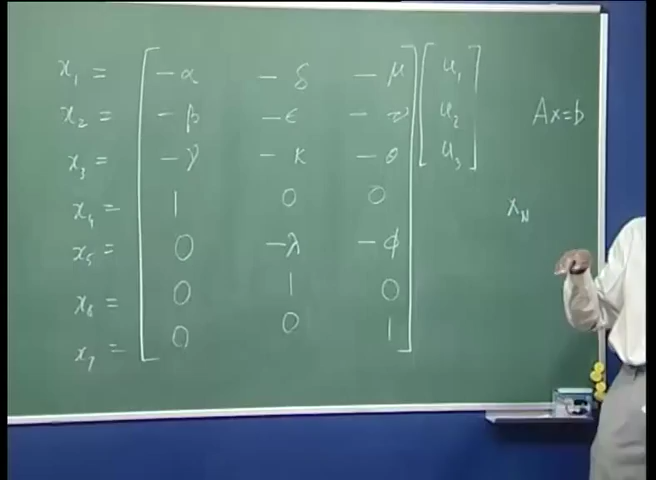 x₁ = [ -α -δ -μ ] [ u₁ ]
x₂ = -β -ϵ -ν u₂ Ax=b
x₃ = -γ -κ -θ u₃
x₄ = 1 0 0 x_N
x₅ = 0 -λ -φ
x₆ = 0 1 0
x₇ = 0 0 1